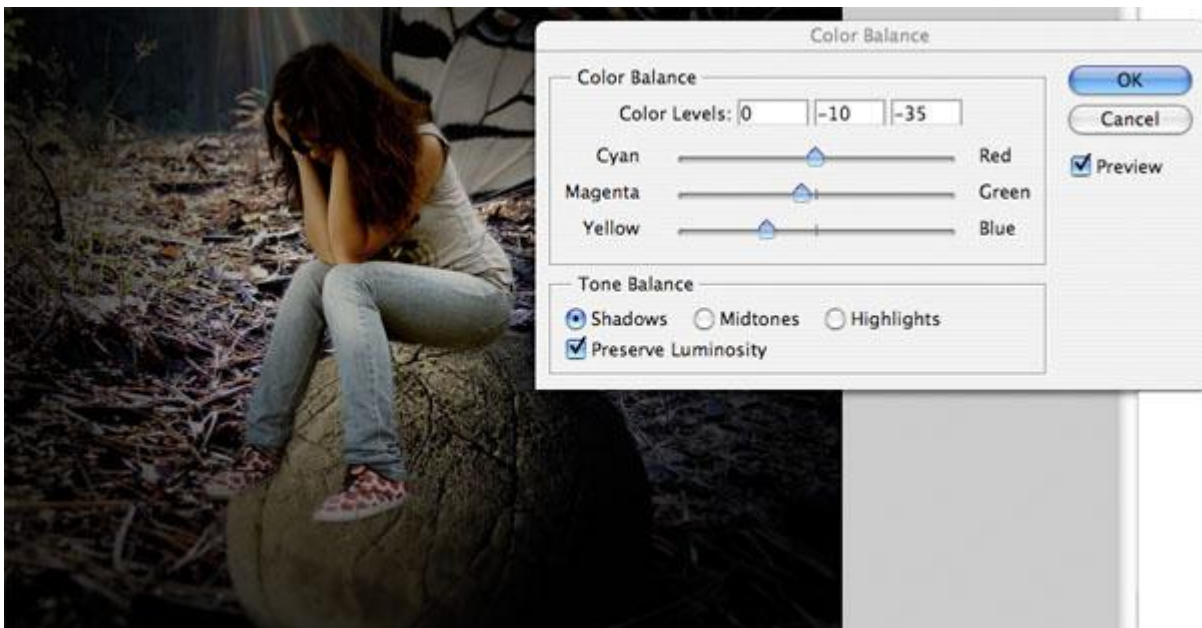 Color Balance
Color Balance
OK
Color Levels: 0 -10 -35
Cancel
Cyan Red
Preview
Magenta Green
Yellow Blue
Tone Balance
Shadows Midtones Highlights
Preserve Luminosity